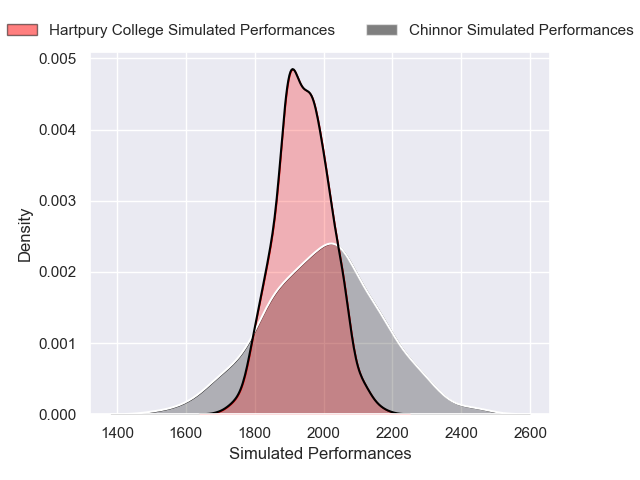 Hartpury College Simulated Performances
Chinnor Simulated Performances
0.005
0.004
0.003
0.002
0.001
0.000
Density
1400 1600 1800 2000 2200 2400 2600
Simulated Performances